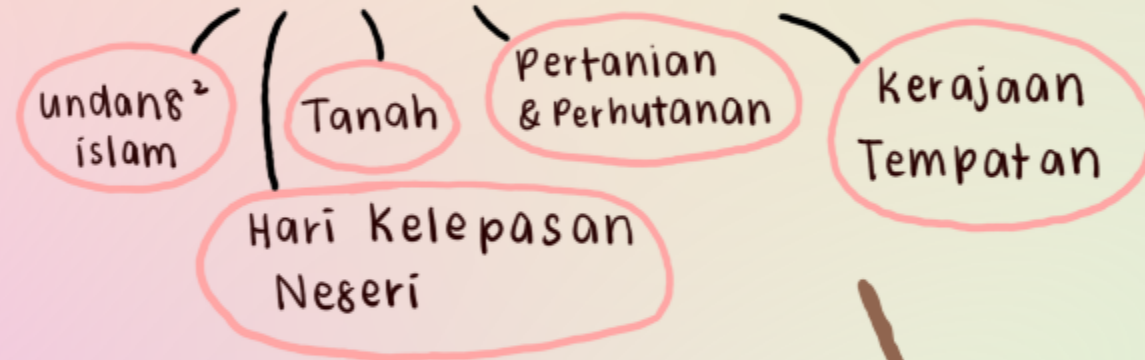 undang²
islam
Tanah
Pertanian
& Perhutanan
Kerajaan
Tempatan
Hari Kelepasan
Negeri